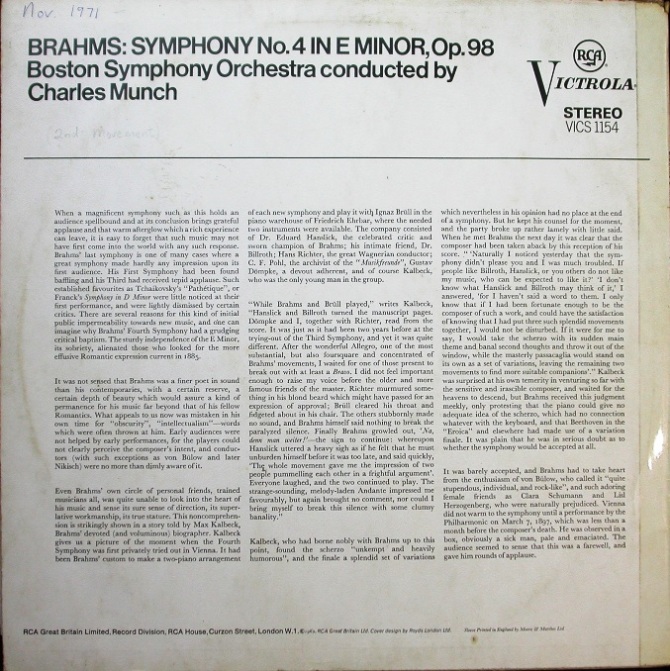 Nov. 1971
BRAHMS: SYMPHONY No. 4 IN E MINOR, Op. 98
Boston Symphony Orchestra conducted by
Charles Munch
(2nd Movement)
RCA
VICTROLA
STEREO
VICS 1154
When a magnificent symphony such as this holds an
audience spellbound and at its conclusion brings grateful
applause and that warm afterglow which a rich experience
can leave, it is easy to forget that such music may not
have first come into the world with any such response.
Brahms' last symphony is one of many cases where a
great symphony made hardly any impression upon its
first audience. His First Symphony had been found
baffling and his Third had received tepid applause. Such
established favourites as Tchaikovsky's "Pathétique", or
Franck's Symphony in D Minor were little noticed at their
first performance, and were lightly dismissed by certain
critics. There are several reasons for this kind of initial
public impermeability towards new music, and one can
imagine why Brahms' Fourth Symphony had a grudging
critical baptism. The sturdy independence of the E Minor,
its sobriety, alienated those who looked for the more
effusive Romantic expression current in 1885.
It was not sensed that Brahms was a finer poet in sound
than his contemporaries, with a certain reserve, a
certain depth of beauty which would assure a kind of
permanence for his music far beyond that of his fellow
Romantics. What appeals to us now was mistaken in his
own time for "obscurity", "intellectualism"—words
which were often thrown at him. Early audiences were
not helped by early performances, for the players could
not clearly perceive the composer's intent, and conduc-
tors (with such exceptions as von Bülow and later
Nikisch) were no more than dimly aware of it.
Even Brahms' own circle of personal friends, trained
musicians all, was quite unable to look into the heart of
his music and sense its sure sense of direction, its super-
lative workmanship, its true stature. This noncomprehen-
sion is strikingly shown in a story told by Max Kalbeck,
Brahms' devoted (and voluminous) biographer. Kalbeck
gives us a picture of the moment when the Fourth
Symphony was first privately tried out in Vienna. It had
been Brahms' custom to make a two-piano arrangement
of each new symphony and play it with Ignaz Brüll in the
piano warehouse of Friedrich Ehrbar, where the needed
two instruments were available. The company consisted
of Dr. Eduard Hanslick, the celebrated critic and
sworn champion of Brahms; his intimate friend, Dr.
Billroth; Hans Richter, the great Wagnerian conductor;
C. F. Pohl, the archivist of the "Musikfreunde", Gustav
Dömpke, a devout adherent, and of course Kalbeck,
who was the only young man in the group.
"While Brahms and Brüll played," writes Kalbeck,
"Hanslick and Billroth turned the manuscript pages.
Dömpke and I, together with Richter, read from the
score. It was just as it had been two years before at the
trying-out of the Third Symphony, and yet it was quite
different. After the wonderful Allegro, one of the most
substantial, but also foursquare and concentrated of
Brahms' movements, I waited for one of those present to
break out with at least a Bravo. I did not feel important
enough to raise my voice before the older and more
famous friends of the master. Richter murmured some-
thing in his blond beard which might have passed for an
expression of approval; Brüll cleared his throat and
fidgeted about in his chair. The others stubbornly made
no sound, and Brahms himself said nothing to break the
paralyzed silence. Finally Brahms growled out, 'Na,
denn man weiter!'—the sign to continue: whereupon
Hanslick uttered a heavy sigh as if he felt that he must
unburden himself before it was too late, and said quickly,
'The whole movement gave me the impression of two
people pummelling each other in a frightful argument'.
Everyone laughed, and the two continued to play. The
strange-sounding, melody-laden Andante impressed me
favourably, but again brought no comment, nor could I
bring myself to break this silence with some clumsy
banality."
Kalbeck, who had borne nobly with Brahms up to this
point, found the scherzo "unkempt and heavily
humorous", and the finale a splendid set of variations
which nevertheless in his opinion had no place at the end
of a symphony. But he kept his counsel for the moment,
and the party broke up rather lamely with little said.
When he met Brahms the next day it was clear that the
composer had been taken aback by this reception of his
score. "'Naturally I noticed yesterday that the sym-
phony didn't please you and I was much troubled. If
people like Billroth, Hanslick, or you others do not like
my music, who can be expected to like it?' 'I don't
know what Hanslick and Billroth may think of it,' I
answered, 'for I haven't said a word to them. I only
know that if I had been fortunate enough to be the
composer of such a work, and could have the satisfaction
of knowing that I had put three such splendid movements
together, I would not be disturbed. If it were for me to
say, I would take the scherzo with its sudden main
theme and banal second thoughts and throw it out of the
window, while the masterly passacaglia would stand on
its own as a set of variations, leaving the remaining two
movements to find more suitable companions'." Kalbeck
was surprised at his own temerity in venturing so far with
the sensitive and irascible composer, and waited for the
heavens to descend, but Brahms received this judgment
meekly, only protesting that the piano could give no
adequate idea of the scherzo, which had no connection
whatever with the keyboard, and that Beethoven in the
"Eroica" and elsewhere had made use of a variation
finale. It was plain that he was in serious doubt as to
whether the symphony would be accepted at all.
It was barely accepted, and Brahms had to take heart
from the enthusiasm of von Bülow, who called it "quite
stupendous, individual, and rock-like", and such adoring
female friends as Clara Schumann and Lisl
Herzogenberg, who were naturally prejudiced. Vienna
did not warm to the symphony until a performance by the
Philharmonic on March 7, 1897, which was less than a
month before the composer's death. He was observed in a
box, obviously a sick man, pale and emaciated. The
audience seemed to sense that this was a farewell, and
gave him rounds of applause.
RCA Great Britain Limited, Record Division, RCA House, Curzon Street, London W.1. RCA Great Britain Ltd. Cover design by Royds London Ltd.
Printed in England by